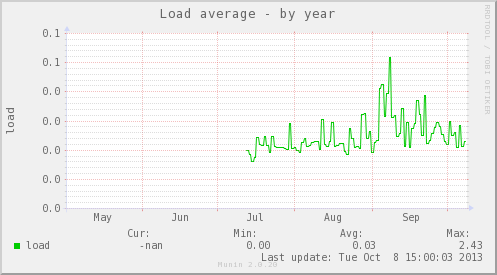 Load average - by year
RRDTOOL / TOBI OETIKER
load
0.1
0.1
0.0
0.0
0.0
0.0
0.0
May Jun Jul Aug Sep
Cur: Min: Avg: Max:
load -nan 0.00 0.03 2.43
Last update: Tue Oct 8 15:00:03 2013
Munin 2.0.20